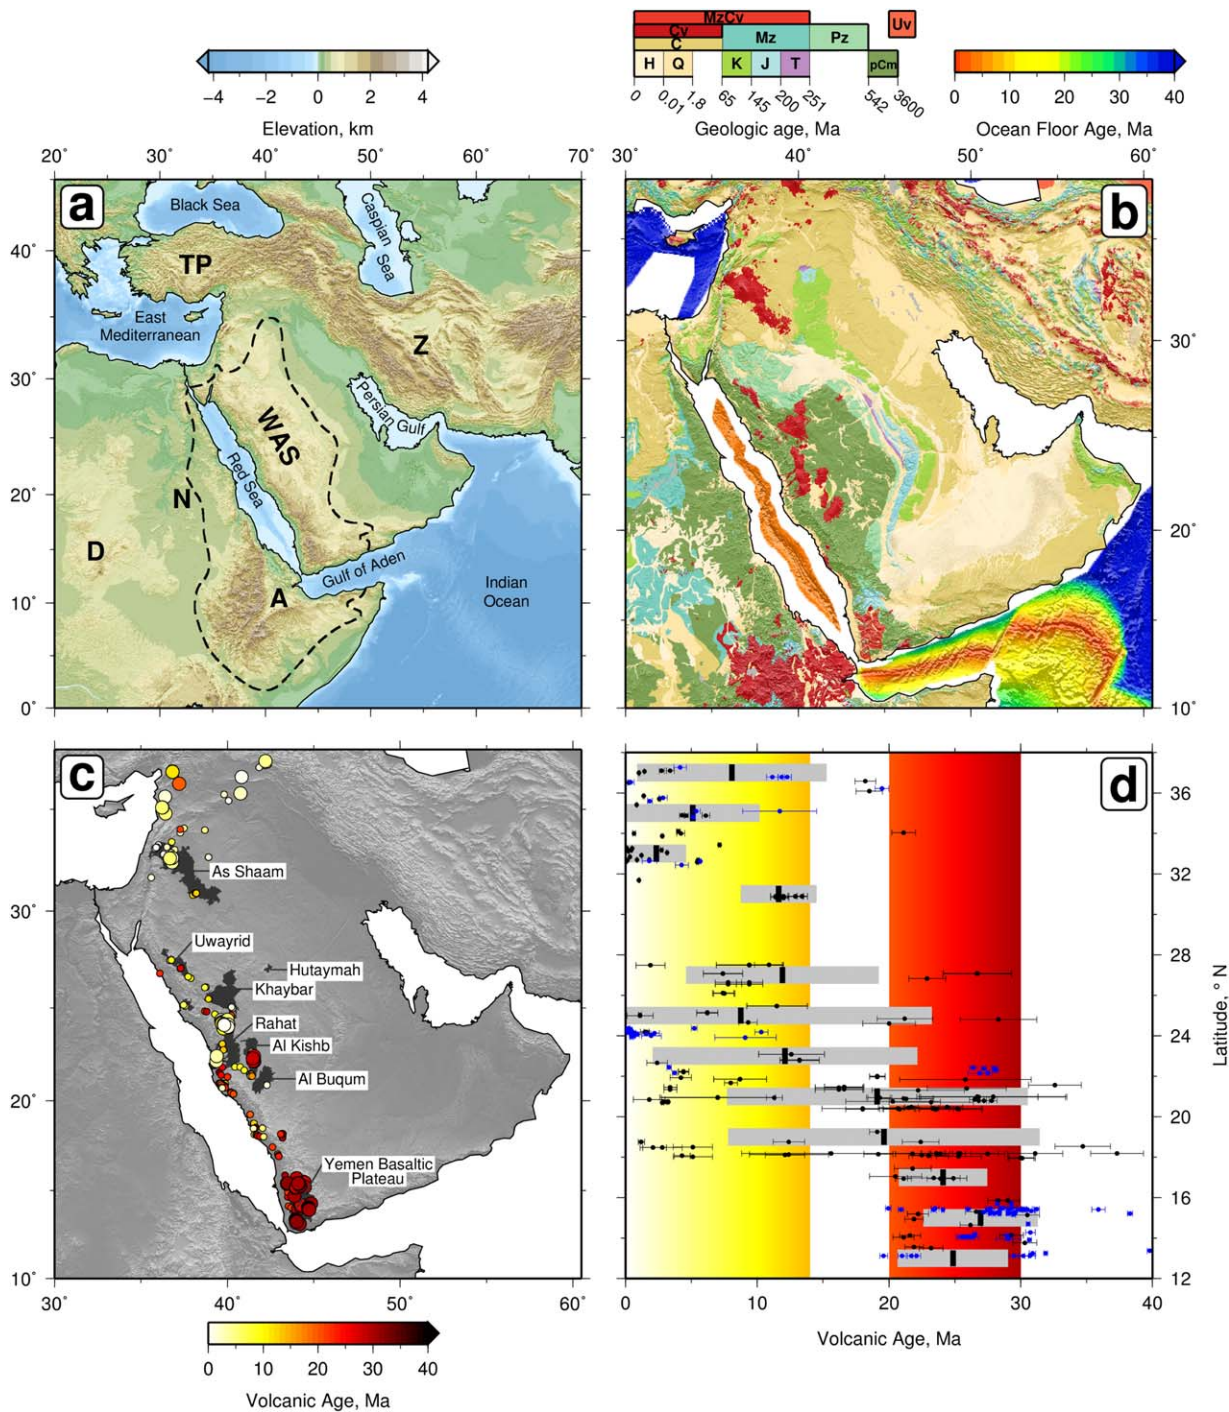 MzCv
Cv
C
Mz
Pz
Uv
H
Q
K
J
T
pCm
0
0.01
1.8
65
145
200
251
542
3600
Geologic age, Ma
−4
−2
0
2
4
Elevation, km
0
10
20
30
40
Ocean Floor Age, Ma
20°
30°
40°
50°
60°
70°
a
Black Sea
Caspian Sea
TP
East
Mediterranean
Z
Persian Gulf
WAS
Red Sea
N
D
A
Gulf of Aden
Indian
Ocean
40°
30°
20°
10°
0°
30°
40°
50°
60°
b
30°
20°
10°
c
As Shaam
Uwayrid
Hutaymah
Khaybar
Rahat
Al Kishb
Al Buqum
Yemen Basaltic
Plateau
30°
20°
10°
30°
40°
50°
60°
0
10
20
30
40
Volcanic Age, Ma
d
36
32
28
24
20
16
12
Latitude, ° N
0
10
20
30
40
Volcanic Age, Ma